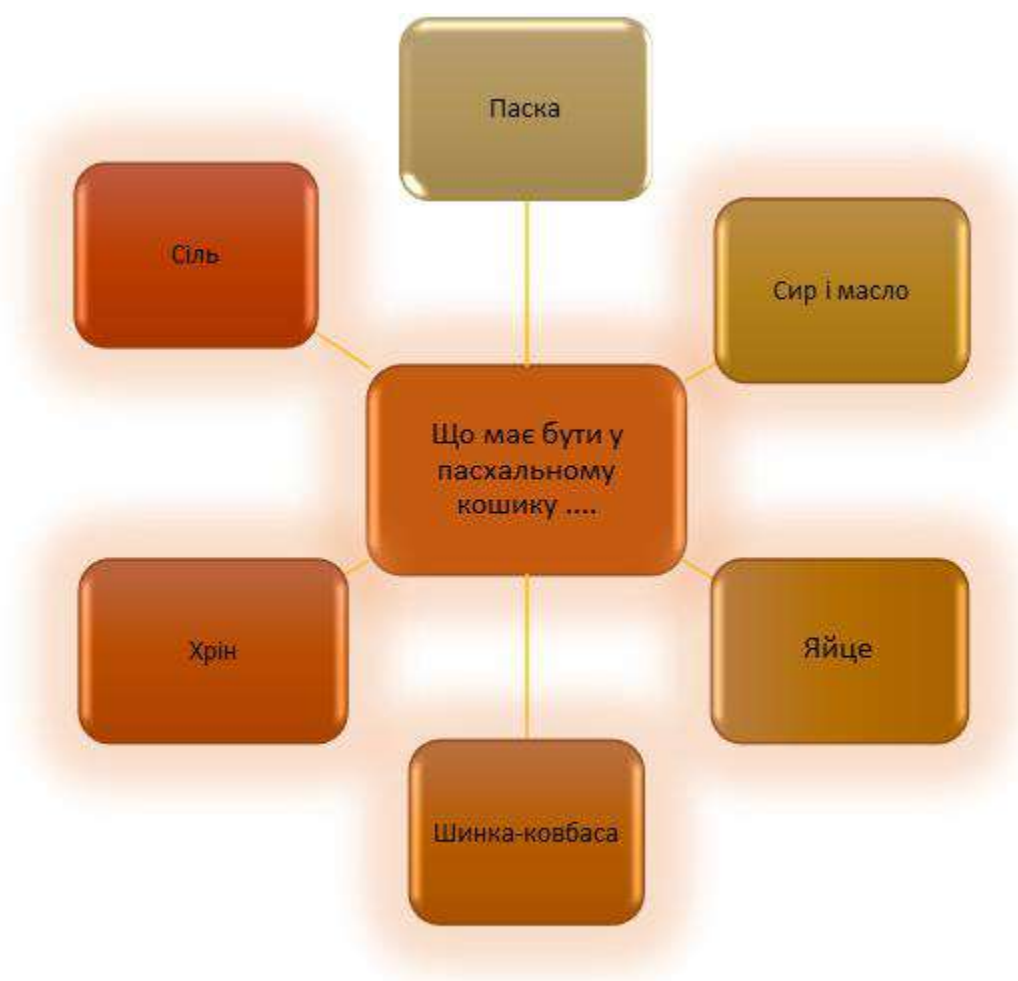 Паска
Сіль
Сир і масло
Що має бути у
пасхальному
кошику ....
Хрін
Яйце
Шинка-ковбаса